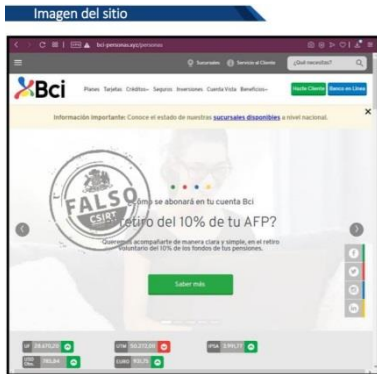 Imagen del sitio
bci-personas.xyz/personas
Sucursales Servicio al Cliente ¿Qué necesitas?
Bci Planes Tarjetas Créditos Seguros Inversiones Cuenta Vista Beneficios Hazte Cliente Banco en Línea
Información importante: Conoce el estado de nuestras sucursales disponibles a nivel nacional.
FALSO
CSIRT
¿Cómo se abonará en tu cuenta Bci
retiro del 10% de tu AFP?
Queremos acompañarte de manera clara y simple, en el retiro
voluntario del 10% de los fondos de tus pensiones.
Saber más
UF UTM IPSA
USD Obs. EURO